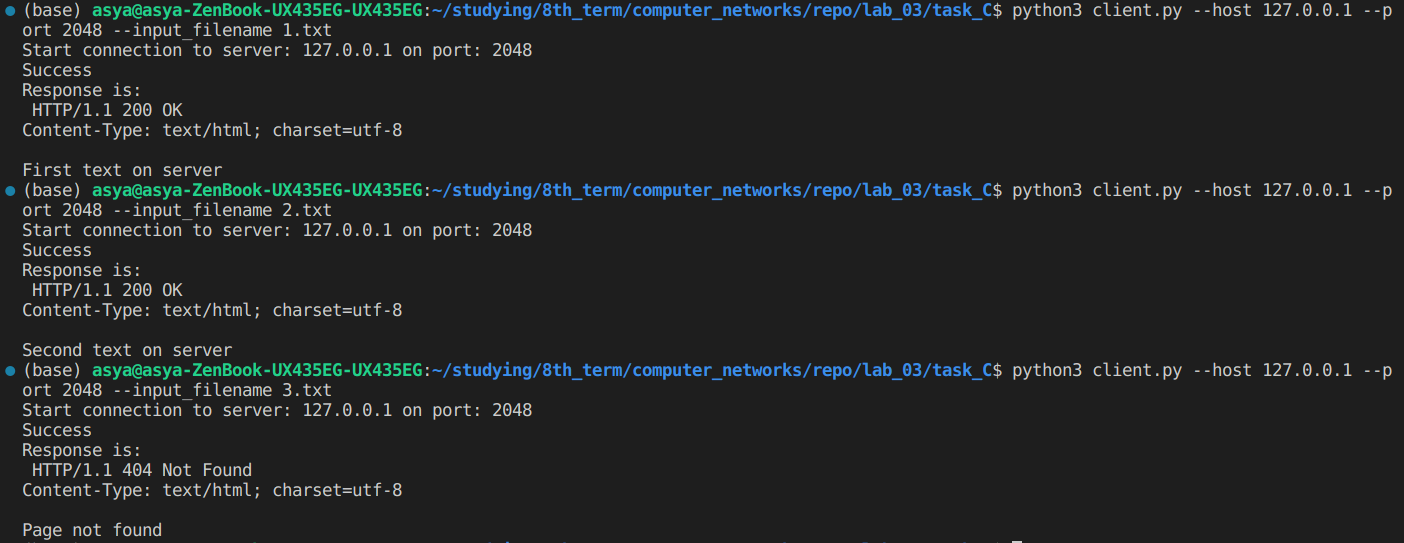 (base) asya@asya-ZenBook-UX435EG-UX435EG:~/studying/8th_term/computer_networks/repo/lab_03/task_C$ python3 client.py --host 127.0.0.1 --p
ort 2048 --input_filename 1.txt
Start connection to server: 127.0.0.1 on port: 2048
Success
Response is:
 HTTP/1.1 200 OK
Content-Type: text/html; charset=utf-8

First text on server
(base) asya@asya-ZenBook-UX435EG-UX435EG:~/studying/8th_term/computer_networks/repo/lab_03/task_C$ python3 client.py --host 127.0.0.1 --p
ort 2048 --input_filename 2.txt
Start connection to server: 127.0.0.1 on port: 2048
Success
Response is:
 HTTP/1.1 200 OK
Content-Type: text/html; charset=utf-8

Second text on server
(base) asya@asya-ZenBook-UX435EG-UX435EG:~/studying/8th_term/computer_networks/repo/lab_03/task_C$ python3 client.py --host 127.0.0.1 --p
ort 2048 --input_filename 3.txt
Start connection to server: 127.0.0.1 on port: 2048
Success
Response is:
 HTTP/1.1 404 Not Found
Content-Type: text/html; charset=utf-8

Page not found